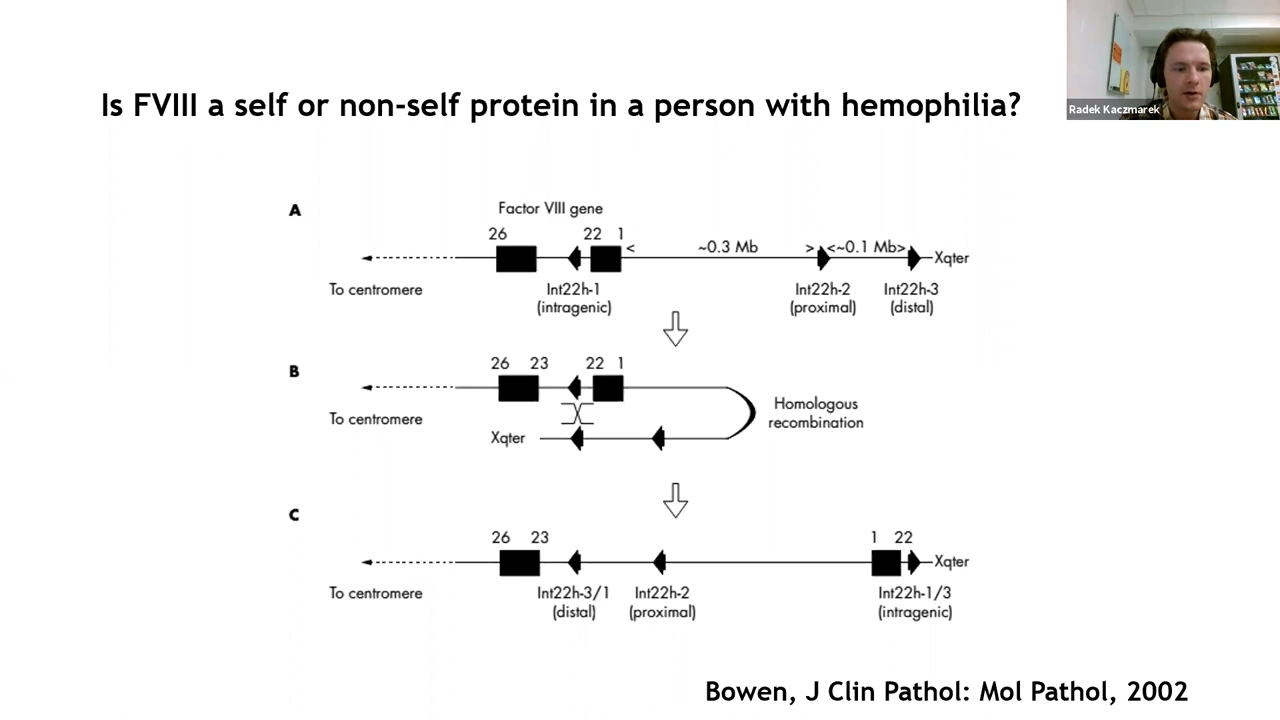 Is FVIII a self or non-self protein in a person with hemophilia?
Radek Kaczmarek
A
Factor VIII gene
26 22 1
< ~0.3 Mb > <~0.1 Mb>
Xqter
To centromere
Int22h-1
(intragenic)
Int22h-2
(proximal)
Int22h-3
(distal)
B
26 23 22 1
To centromere
Xqter
Homologous
recombination
C
26 23 1 22
Xqter
To centromere
Int22h-3/1
(distal)
Int22h-2
(proximal)
Int22h-1/3
(intragenic)
Bowen, J Clin Pathol: Mol Pathol, 2002